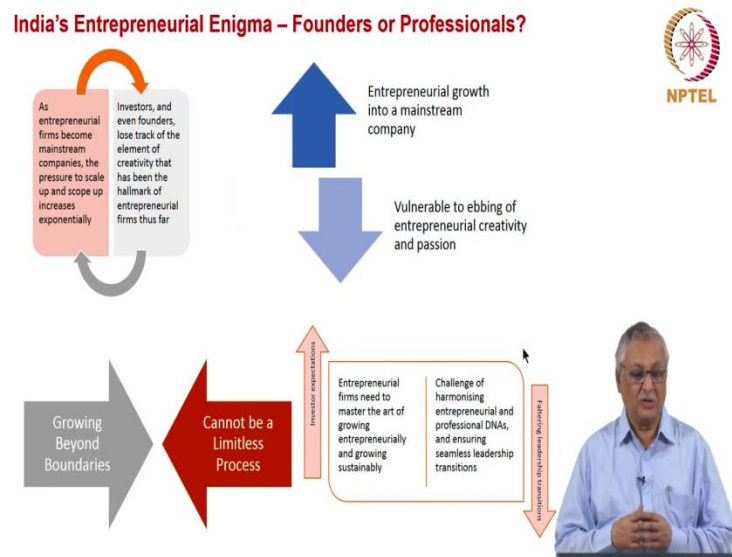 India's Entrepreneurial Enigma – Founders or Professionals?
NPTEL
As
entrepreneurial
firms become
mainstream
companies, the
pressure to scale
up and scope up
increases
exponentially
Investors, and
even founders,
lose track of the
element of
creativity that
has been the
hallmark of
entrepreneurial
firms thus far
Entrepreneurial growth
into a mainstream
company
Vulnerable to ebbing of
entrepreneurial creativity
and passion
Growing
Beyond
Boundaries
Cannot be a
Limitless
Process
Investor expectations
Entrepreneurial
firms need to
master the art of
growing
entrepreneurially
and growing
sustainably
Challenge of
harmonising
entrepreneurial and
professional DNAs,
and ensuring
seamless leadership
transitions
Faltering leadership transitions